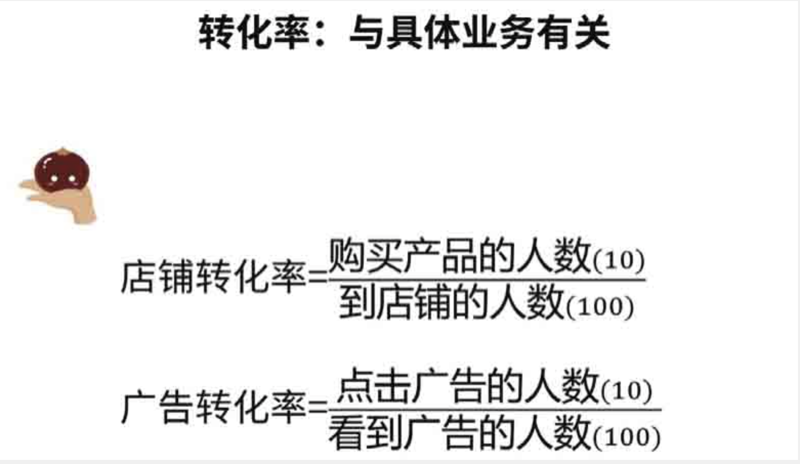 转化率：与具体业务有关
店铺转化率=购买产品的人数(10)
到店铺的人数(100)
广告转化率=点击广告的人数(10)
看到广告的人数(100)